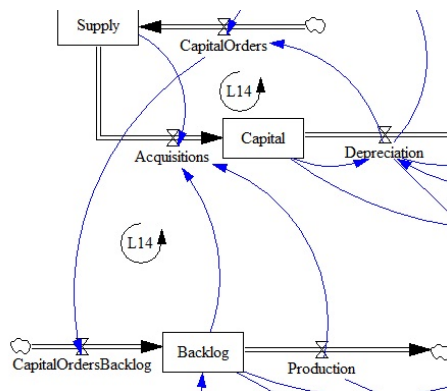 Supply
CapitalOrders
L14
Capital
Acquisitions
Depreciation
L14
CapitalOrdersBacklog
Backlog
Production